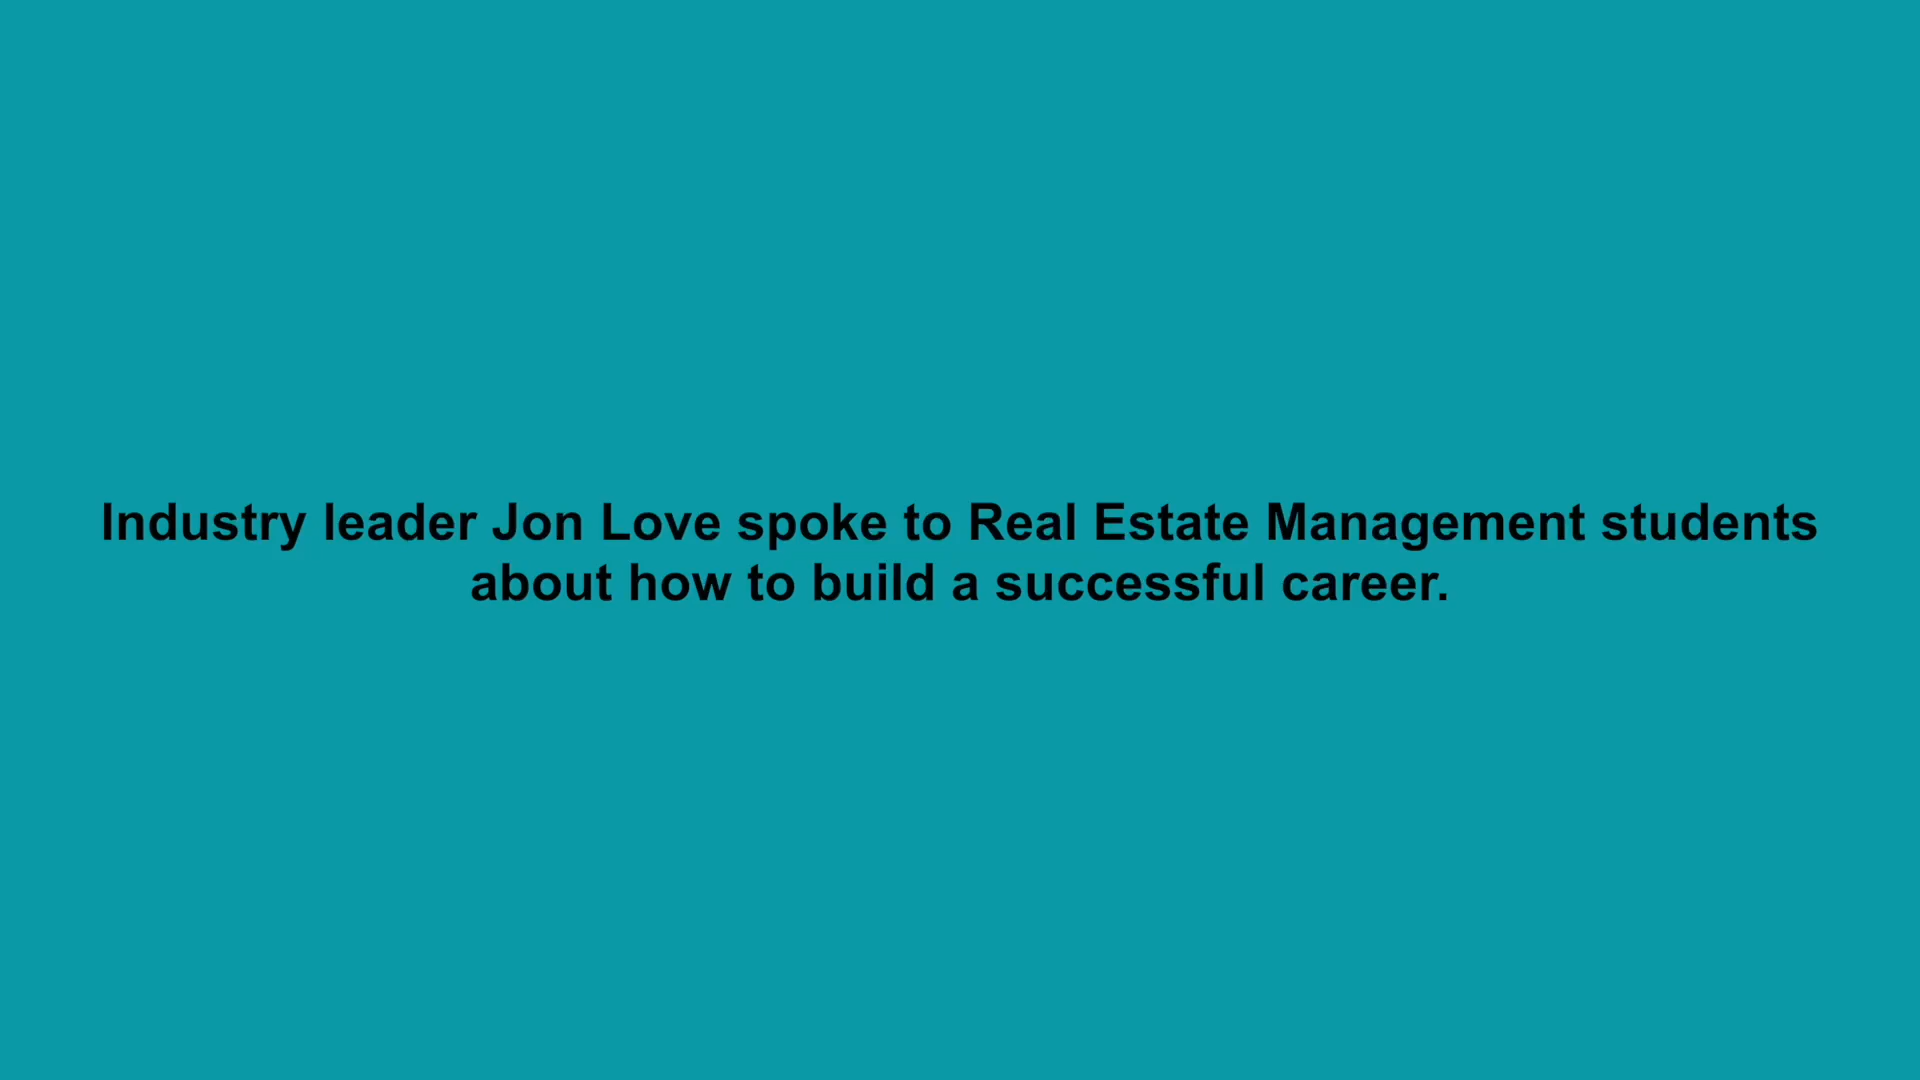 Industry leader Jon Love spoke to Real Estate Management students
about how to build a successful career.